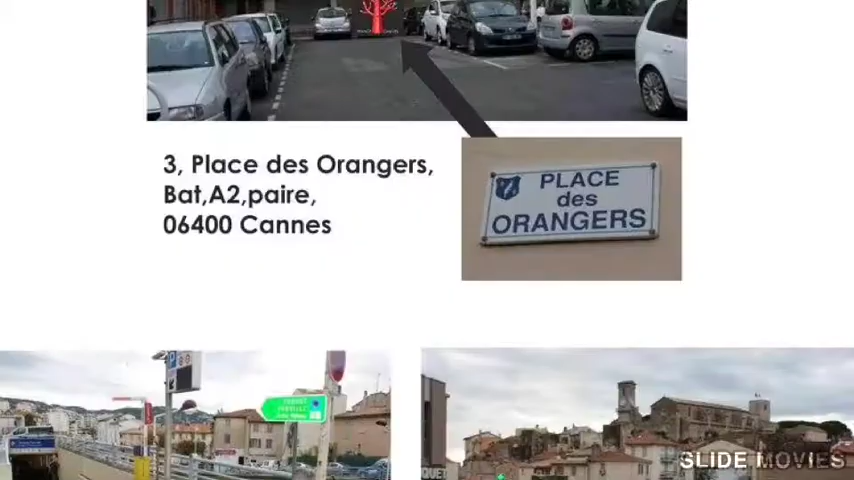 3, Place des Orangers,
Bat,A2,paire,
06400 Cannes
PLACE
des
ORANGERS
SLIDE MOVIES